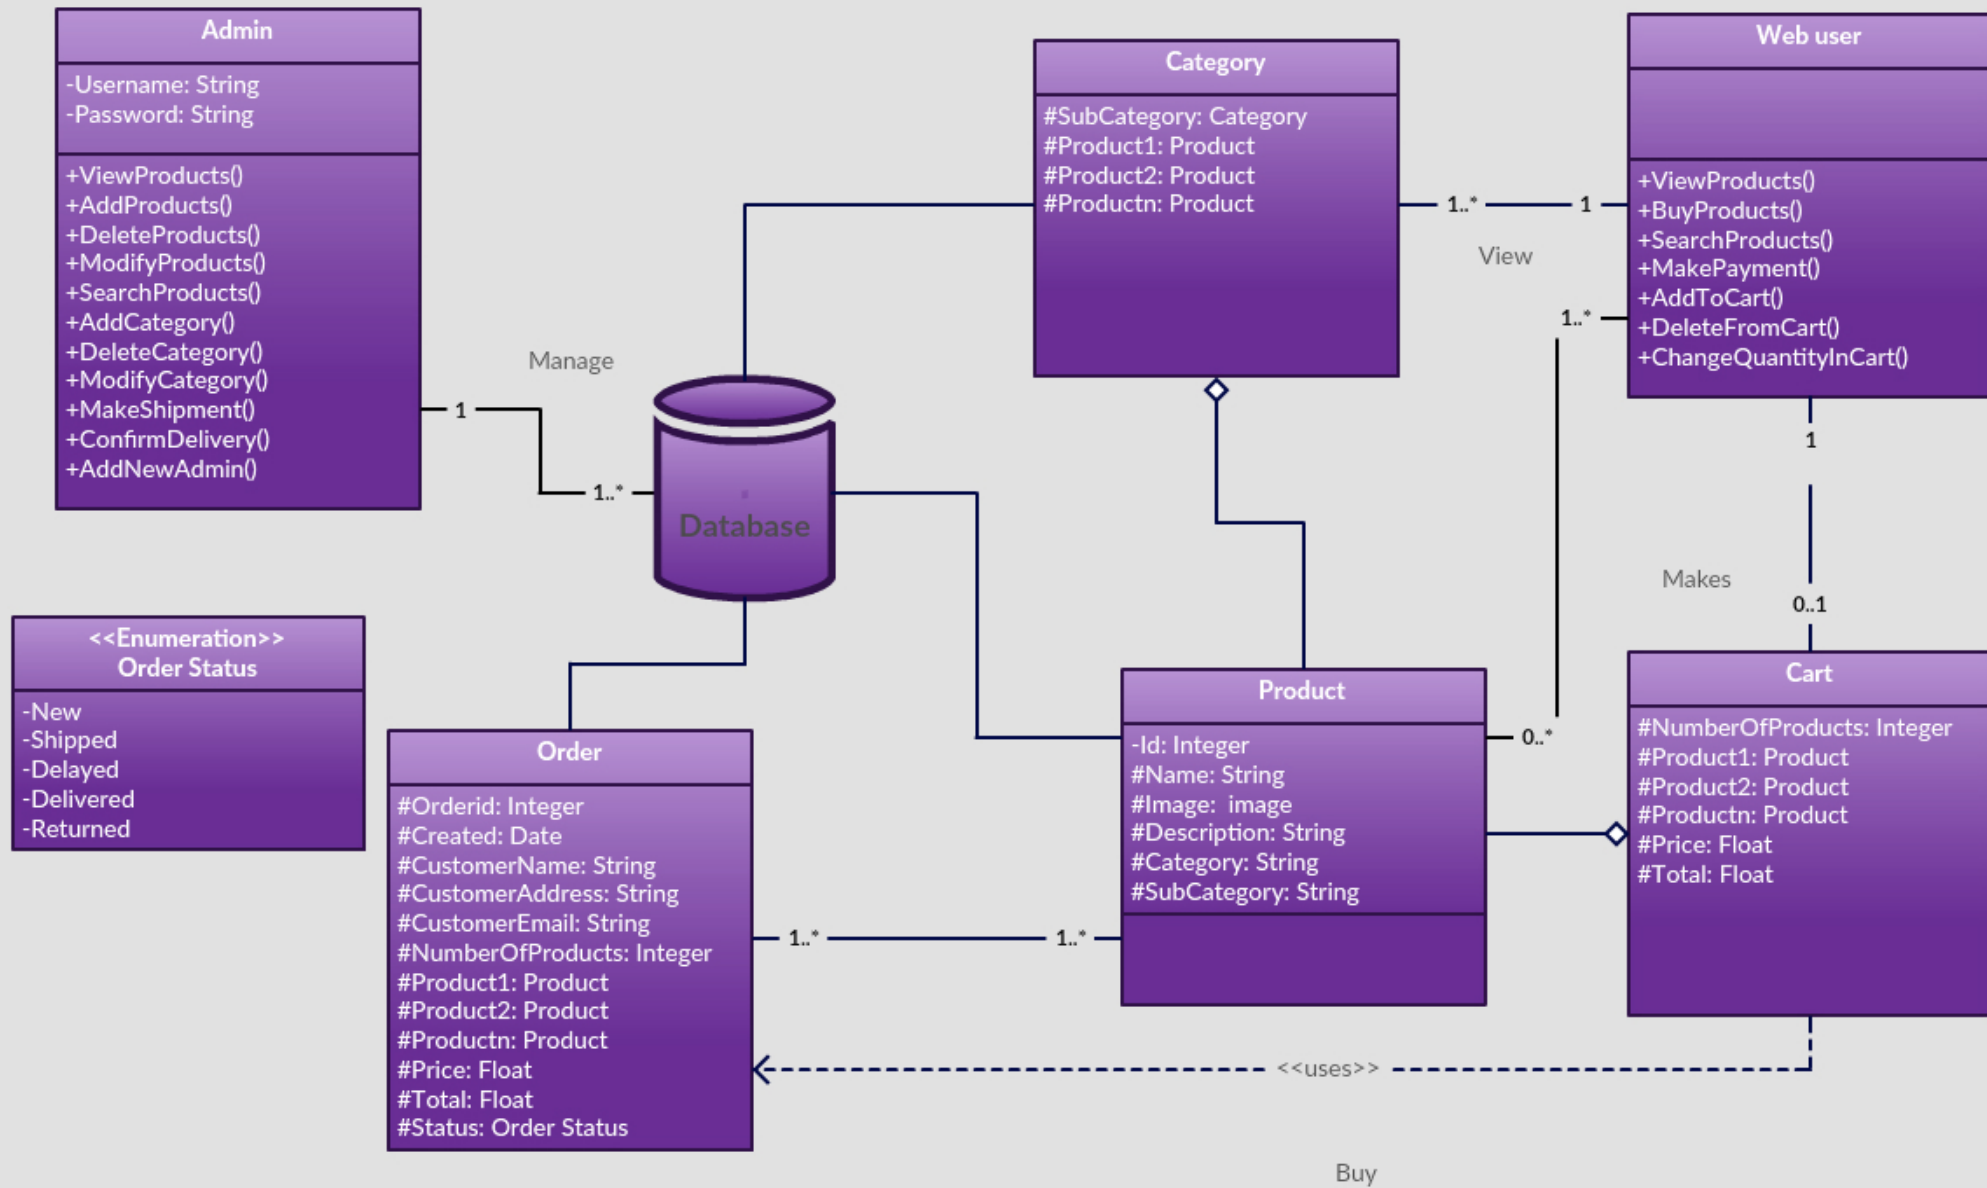 Admin
-Username: String
-Password: String
+ViewProducts()
+AddProducts()
+DeleteProducts()
+ModifyProducts()
+SearchProducts()
+AddCategory()
+DeleteCategory()
+ModifyCategory()
+MakeShipment()
+ConfirmDelivery()
+AddNewAdmin()
1
Manage
1..*
Database
Category
#SubCategory: Category
#Product1: Product
#Product2: Product
#Productn: Product
1..*
1
View
Web user
+ViewProducts()
+BuyProducts()
+SearchProducts()
+MakePayment()
+AddToCart()
+DeleteFromCart()
+ChangeQuantityInCart()
1..*
1
Makes
0..1
<<Enumeration>>
Order Status
-New
-Shipped
-Delayed
-Delivered
-Returned
Order
#Orderid: Integer
#Created: Date
#CustomerName: String
#CustomerAddress: String
#CustomerEmail: String
#NumberOfProducts: Integer
#Product1: Product
#Product2: Product
#Productn: Product
#Price: Float
#Total: Float
#Status: Order Status
1..*
1..*
Product
-Id: Integer
#Name: String
#Image:  image
#Description: String
#Category: String
#SubCategory: String
0..*
Cart
#NumberOfProducts: Integer
#Product1: Product
#Product2: Product
#Productn: Product
#Price: Float
#Total: Float
<<uses>>
Buy